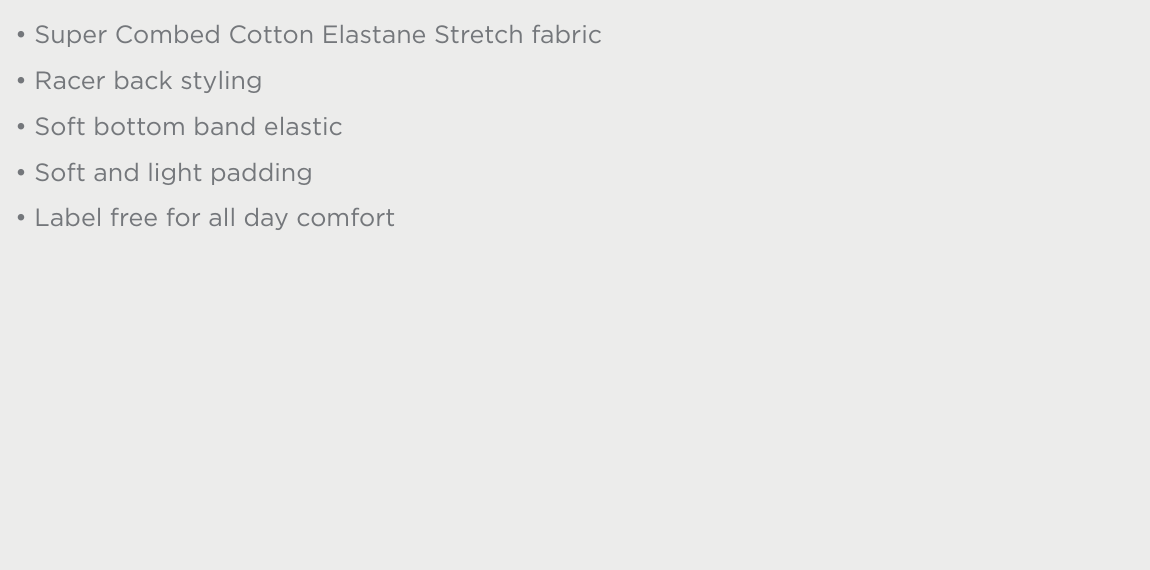 • Super Combed Cotton Elastane Stretch fabric
• Racer back styling
• Soft bottom band elastic
• Soft and light padding
• Label free for all day comfort